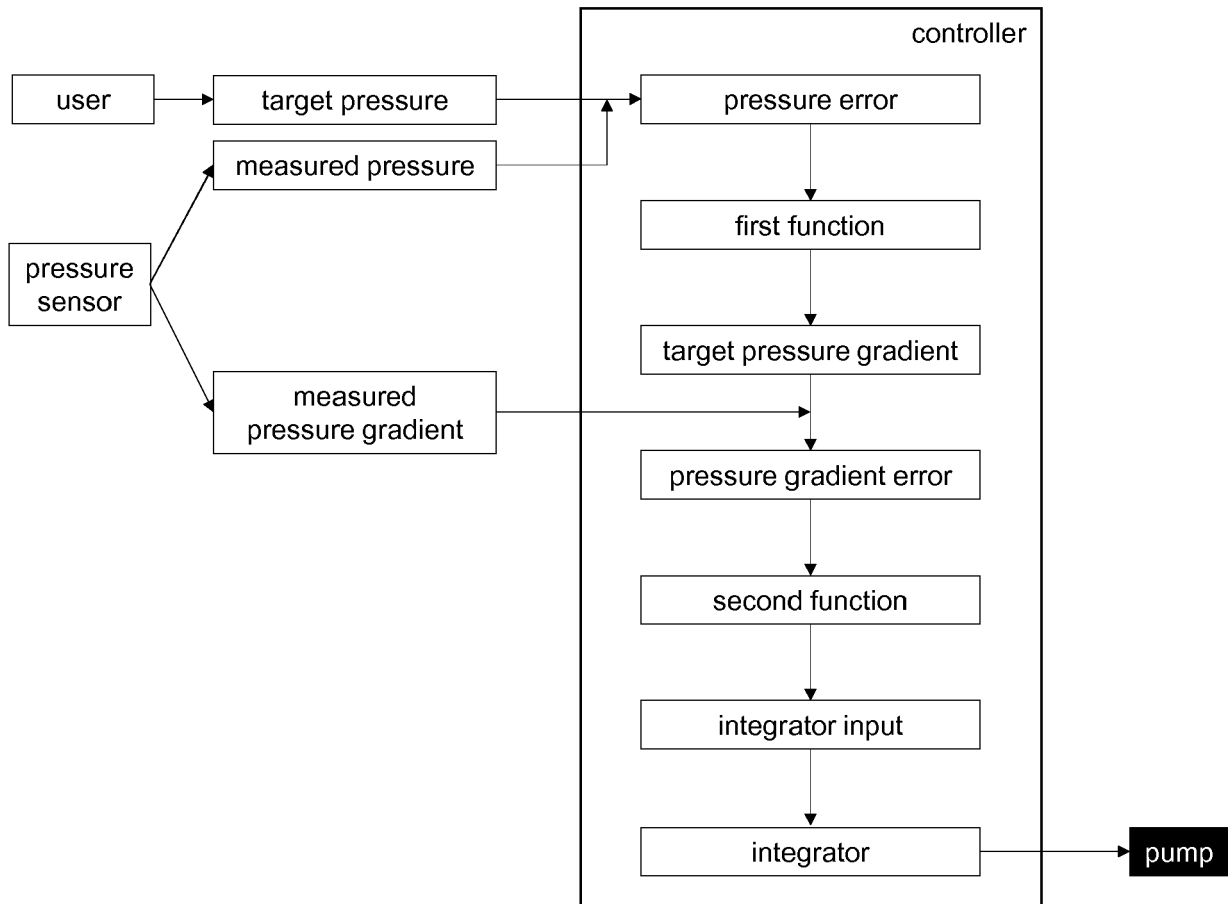 controller
user
target pressure
pressure error
measured pressure
first function
pressure
sensor
target pressure gradient
measured
pressure gradient
pressure gradient error
second function
integrator input
integrator
pump